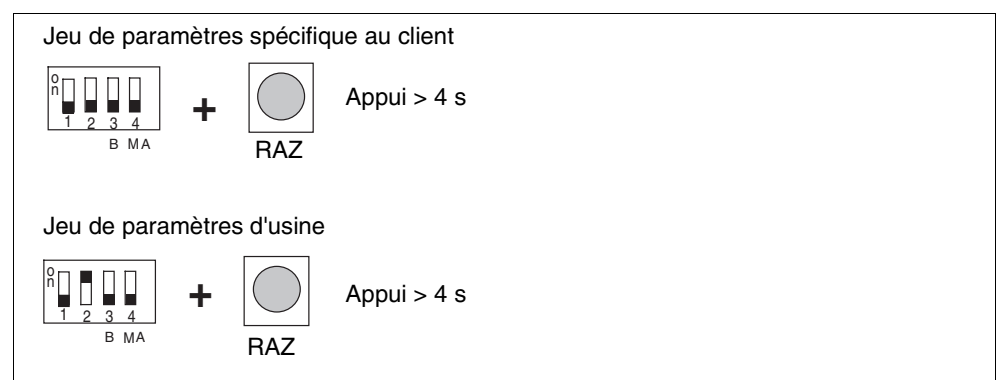 Jeu de paramètres spécifique au client
on
1 2 3 4
B MA
+
RAZ
Appui > 4 s
Jeu de paramètres d'usine
on
1 2 3 4
B MA
+
RAZ
Appui > 4 s